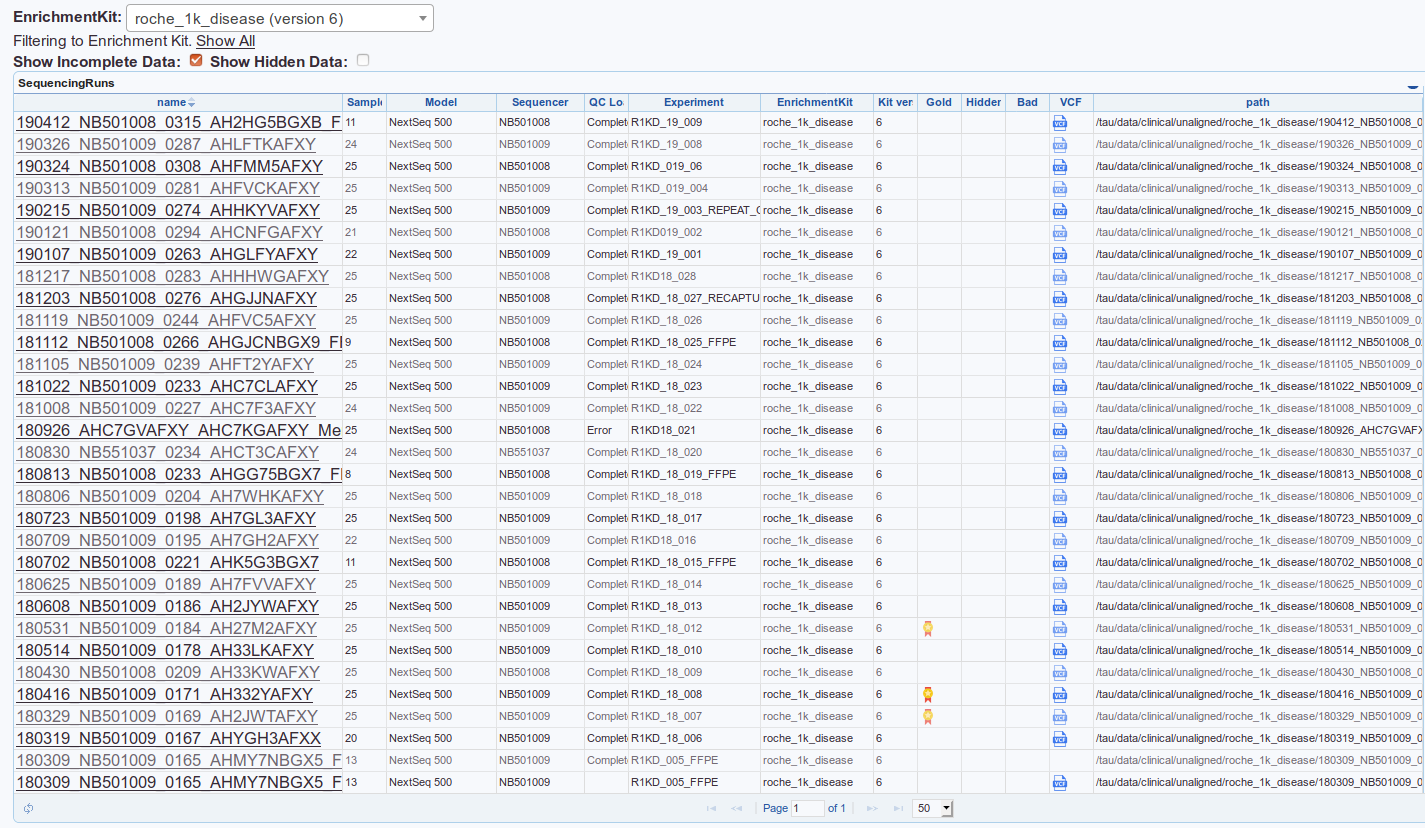 EnrichmentKit: roche_1k_disease (version 6)
Filtering to Enrichment Kit. Show All
Show Incomplete Data: Show Hidden Data:
SequencingRuns
name Sample Model Sequencer QC Lo Experiment EnrichmentKit Kit ver Gold Hidden Bad VCF path
190412_NB501008_0315_AH2HG5BGXB_F 11 NextSeq 500 NB501008 Complet R1KD_19_009 roche_1k_disease 6 VCF /tau/data/clinical/unaligned/roche_1k_disease/190412_NB501008_0
190326_NB501009_0287_AHLFTKAFXY 24 NextSeq 500 NB501009 Complet R1KD_19_008 roche_1k_disease 6 VCF /tau/data/clinical/unaligned/roche_1k_disease/190326_NB501009_0
190324_NB501008_0308_AHFMM5AFXY 25 NextSeq 500 NB501008 Complet R1KD_019_06 roche_1k_disease 6 VCF /tau/data/clinical/unaligned/roche_1k_disease/190324_NB501008_0
190313_NB501009_0281_AHFVCKAFXY 25 NextSeq 500 NB501009 Complet R1KD_019_004 roche_1k_disease 6 VCF /tau/data/clinical/unaligned/roche_1k_disease/190313_NB501009_0
190215_NB501009_0274_AHHKYVAFXY 25 NextSeq 500 NB501009 Complet R1KD_19_003_REPEAT_C roche_1k_disease 6 VCF /tau/data/clinical/unaligned/roche_1k_disease/190215_NB501009_0
190121_NB501008_0294_AHCNFGAFXY 21 NextSeq 500 NB501008 Complet R1KD019_002 roche_1k_disease 6 VCF /tau/data/clinical/unaligned/roche_1k_disease/190121_NB501008_0
190107_NB501009_0263_AHGLFYAFXY 22 NextSeq 500 NB501009 Complet R1KD_19_001 roche_1k_disease 6 VCF /tau/data/clinical/unaligned/roche_1k_disease/190107_NB501009_0
181217_NB501008_0283_AHHHWGAFXY 25 NextSeq 500 NB501008 Complet R1KD18_028 roche_1k_disease 6 VCF /tau/data/clinical/unaligned/roche_1k_disease/181217_NB501008_0
181203_NB501008_0276_AHGJJNAFXY 25 NextSeq 500 NB501008 Complet R1KD_18_027_RECAPTU roche_1k_disease 6 VCF /tau/data/clinical/unaligned/roche_1k_disease/181203_NB501008_0
181119_NB501009_0244_AHFVC5AFXY 25 NextSeq 500 NB501009 Complet R1KD_18_026 roche_1k_disease 6 VCF /tau/data/clinical/unaligned/roche_1k_disease/181119_NB501009_0
181112_NB501008_0266_AHGJCNBGX9_F 9 NextSeq 500 NB501008 Complet R1KD_18_025_FFPE roche_1k_disease 6 VCF /tau/data/clinical/unaligned/roche_1k_disease/181112_NB501008_0
181105_NB501009_0239_AHFT2YAFXY 25 NextSeq 500 NB501009 Complet R1KD_18_024 roche_1k_disease 6 VCF /tau/data/clinical/unaligned/roche_1k_disease/181105_NB501009_0
181022_NB501009_0233_AHC7CLAFXY 25 NextSeq 500 NB501009 Complet R1KD_18_023 roche_1k_disease 6 VCF /tau/data/clinical/unaligned/roche_1k_disease/181022_NB501009_0
181008_NB501009_0227_AHC7F3AFXY 24 NextSeq 500 NB501009 Complet R1KD_18_022 roche_1k_disease 6 VCF /tau/data/clinical/unaligned/roche_1k_disease/181008_NB501009_0
180926_AHC7GVAFXY_AHC7KGAFXY_Me 25 NextSeq 500 NB501008 Error R1KD18_021 roche_1k_disease 6 VCF /tau/data/clinical/unaligned/roche_1k_disease/180926_AHC7GVAFX
180830_NB551037_0234_AHCT3CAFXY 24 NextSeq 500 NB551037 Complet R1KD_18_020 roche_1k_disease 6 VCF /tau/data/clinical/unaligned/roche_1k_disease/180830_NB551037_0
180813_NB501008_0233_AHGG75BGX7_F 8 NextSeq 500 NB501008 Complet R1KD_18_019_FFPE roche_1k_disease 6 VCF /tau/data/clinical/unaligned/roche_1k_disease/180813_NB501008_0
180806_NB501009_0204_AH7WHKAFXY 25 NextSeq 500 NB501009 Complet R1KD_18_018 roche_1k_disease 6 VCF /tau/data/clinical/unaligned/roche_1k_disease/180806_NB501009_0
180723_NB501009_0198_AH7GL3AFXY 25 NextSeq 500 NB501009 Complet R1KD_18_017 roche_1k_disease 6 VCF /tau/data/clinical/unaligned/roche_1k_disease/180723_NB501009_0
180709_NB501009_0195_AH7GH2AFXY 22 NextSeq 500 NB501009 Complet R1KD18_016 roche_1k_disease 6 VCF /tau/data/clinical/unaligned/roche_1k_disease/180709_NB501009_0
180702_NB501008_0221_AHK5G3BGX7 11 NextSeq 500 NB501008 Complet R1KD_18_015_FFPE roche_1k_disease 6 VCF /tau/data/clinical/unaligned/roche_1k_disease/180702_NB501008_0
180625_NB501009_0189_AH7FVVAFXY 25 NextSeq 500 NB501009 Complet R1KD_18_014 roche_1k_disease 6 VCF /tau/data/clinical/unaligned/roche_1k_disease/180625_NB501009_0
180608_NB501009_0186_AH2JYWAFXY 25 NextSeq 500 NB501009 Complet R1KD_18_013 roche_1k_disease 6 VCF /tau/data/clinical/unaligned/roche_1k_disease/180608_NB501009_0
180531_NB501009_0184_AH27M2AFXY 25 NextSeq 500 NB501009 Complet R1KD_18_012 roche_1k_disease 6 VCF /tau/data/clinical/unaligned/roche_1k_disease/180531_NB501009_0
180514_NB501009_0178_AH33LKAFXY 25 NextSeq 500 NB501009 Complet R1KD_18_010 roche_1k_disease 6 VCF /tau/data/clinical/unaligned/roche_1k_disease/180514_NB501009_0
180430_NB501008_0209_AH33KWAFXY 25 NextSeq 500 NB501008 Complet R1KD_18_009 roche_1k_disease 6 VCF /tau/data/clinical/unaligned/roche_1k_disease/180430_NB501008_0
180416_NB501009_0171_AH332YAFXY 25 NextSeq 500 NB501009 Complet R1KD_18_008 roche_1k_disease 6 VCF /tau/data/clinical/unaligned/roche_1k_disease/180416_NB501009_0
180329_NB501009_0169_AH2JWTAFXY 25 NextSeq 500 NB501009 Complet R1KD_18_007 roche_1k_disease 6 VCF /tau/data/clinical/unaligned/roche_1k_disease/180329_NB501009_0
180319_NB501009_0167_AHYGH3AFXX 20 NextSeq 500 NB501009 Complet R1KD_18_006 roche_1k_disease 6 VCF /tau/data/clinical/unaligned/roche_1k_disease/180319_NB501009_0
180309_NB501009_0165_AHMY7NBGX5_F 13 NextSeq 500 NB501009 Complet R1KD_005_FFPE roche_1k_disease 6 /tau/data/clinical/unaligned/roche_1k_disease/180309_NB501009_0
180309_NB501009_0165_AHMY7NBGX5_F 13 NextSeq 500 NB501009 R1KD_005_FFPE roche_1k_disease 6 VCF /tau/data/clinical/unaligned/roche_1k_disease/180309_NB501009_0
Page 1 of 1 50